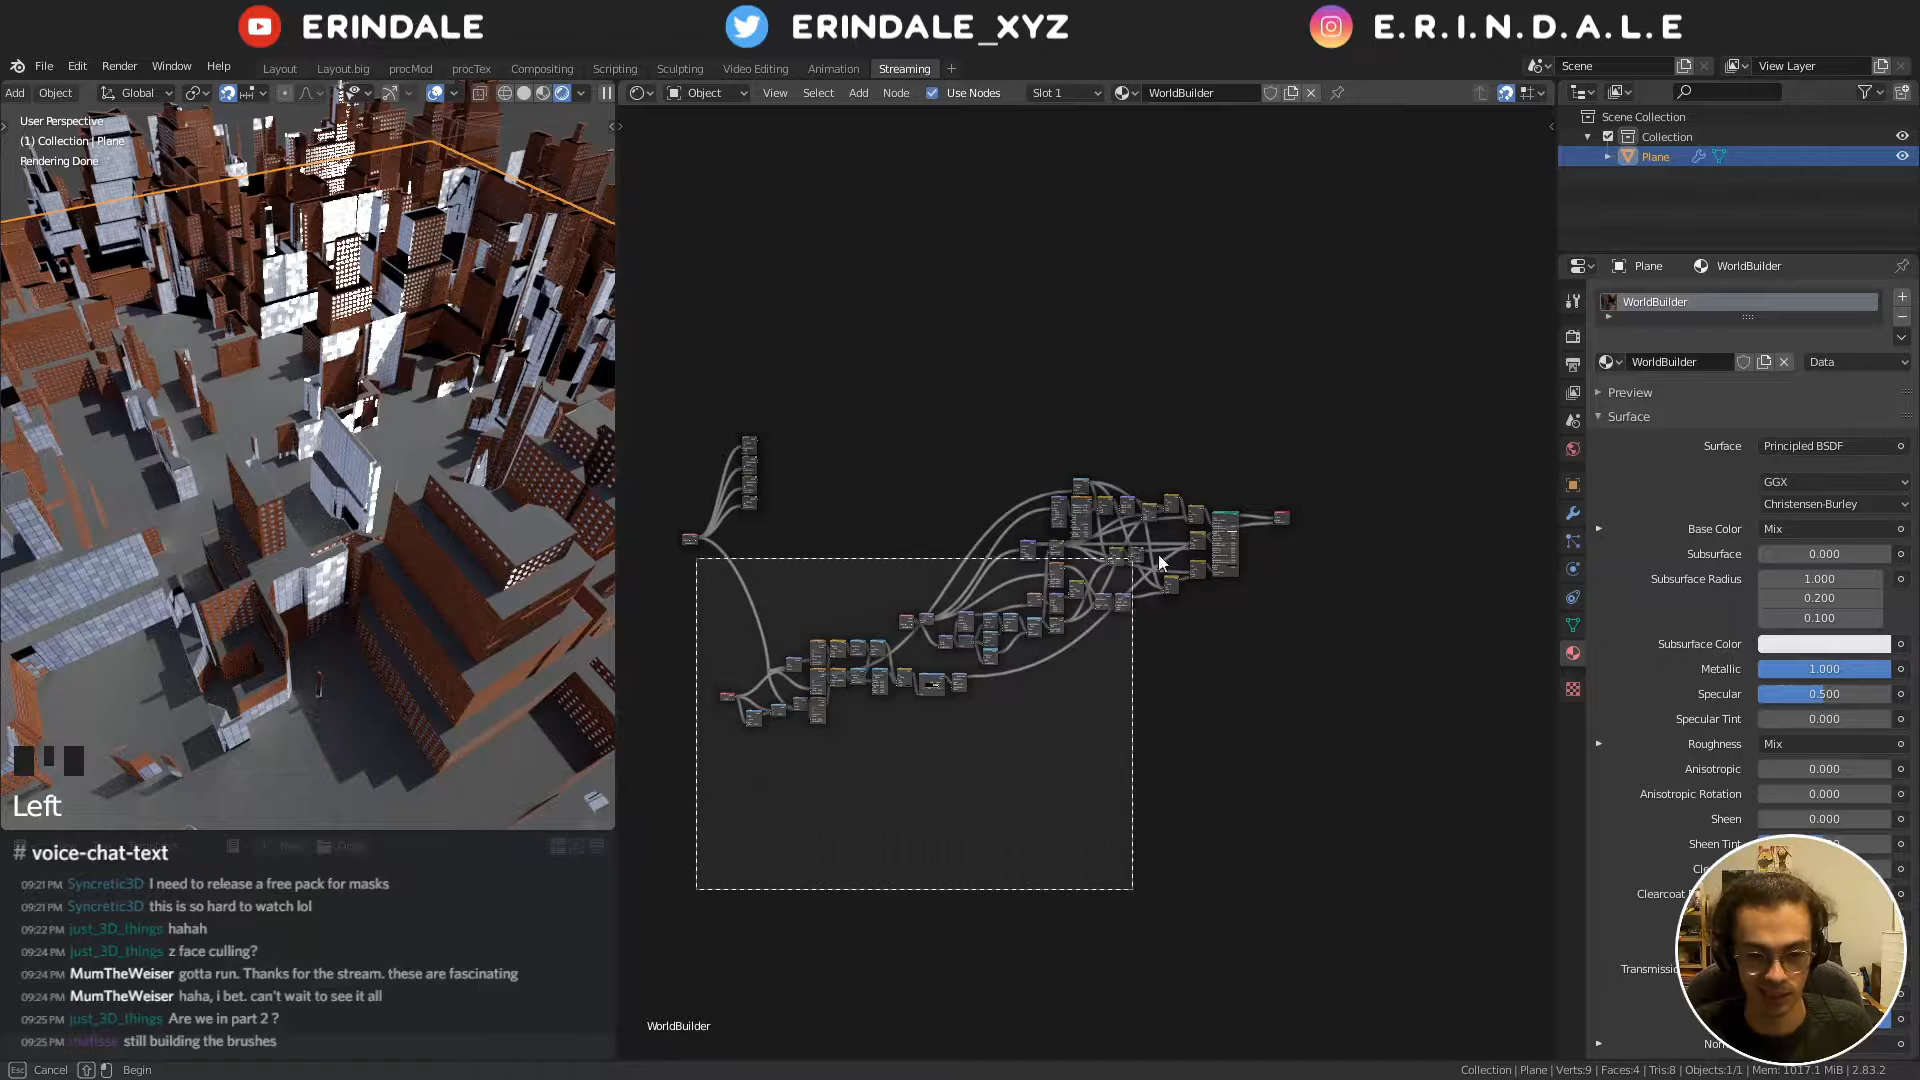 ERINDALE ERINDALE_XYZ E.R.I.N.D.A.L.E
File Edit Render Window Help Layout Layout.big procMod procTex Compositing Scripting Sculpting Video Editing Animation Streaming + Scene View Layer
Add Object Global Object View Select Add Node Use Nodes Slot 1 WorldBuilder
User Perspective
(1) Collection | Plane
Rendering Done
Scene Collection
Collection
Plane
Plane WorldBuilder
WorldBuilder
WorldBuilder Data
Preview
Surface
Surface Principled BSDF
GGX
Christensen-Burley
Base Color Mix
Subsurface 0.000
Subsurface Radius 1.000
0.200
0.100
Subsurface Color
Metallic 1.000
Specular 0.500
Specular Tint 0.000
Roughness Mix
Anisotropic 0.000
Anisotropic Rotation 0.000
Sheen 0.000
Sheen Tint
Clearcoat
Transmissi
Left
# voice-chat-text
09:21 PM Syncretic3D I need to release a free pack for masks
09:21 PM Syncretic3D this is so hard to watch lol
09:22 PM just_3D_things hahah
09:24 PM just_3D_things z face culling?
09:24 PM MumTheWeiser gotta run. Thanks for the stream. these are fascinating
09:24 PM MumTheWeiser haha, i bet. can't wait to see it all
09:25 PM just_3D_things Are we in part 2 ?
09:25 PM still building the brushes
WorldBuilder
Esc Cancel Begin
Collection | Plane | Verts:9 | Faces:4 | Tris:8 | Objects:1/1 | Mem: 1017.1 MiB | 2.83.2